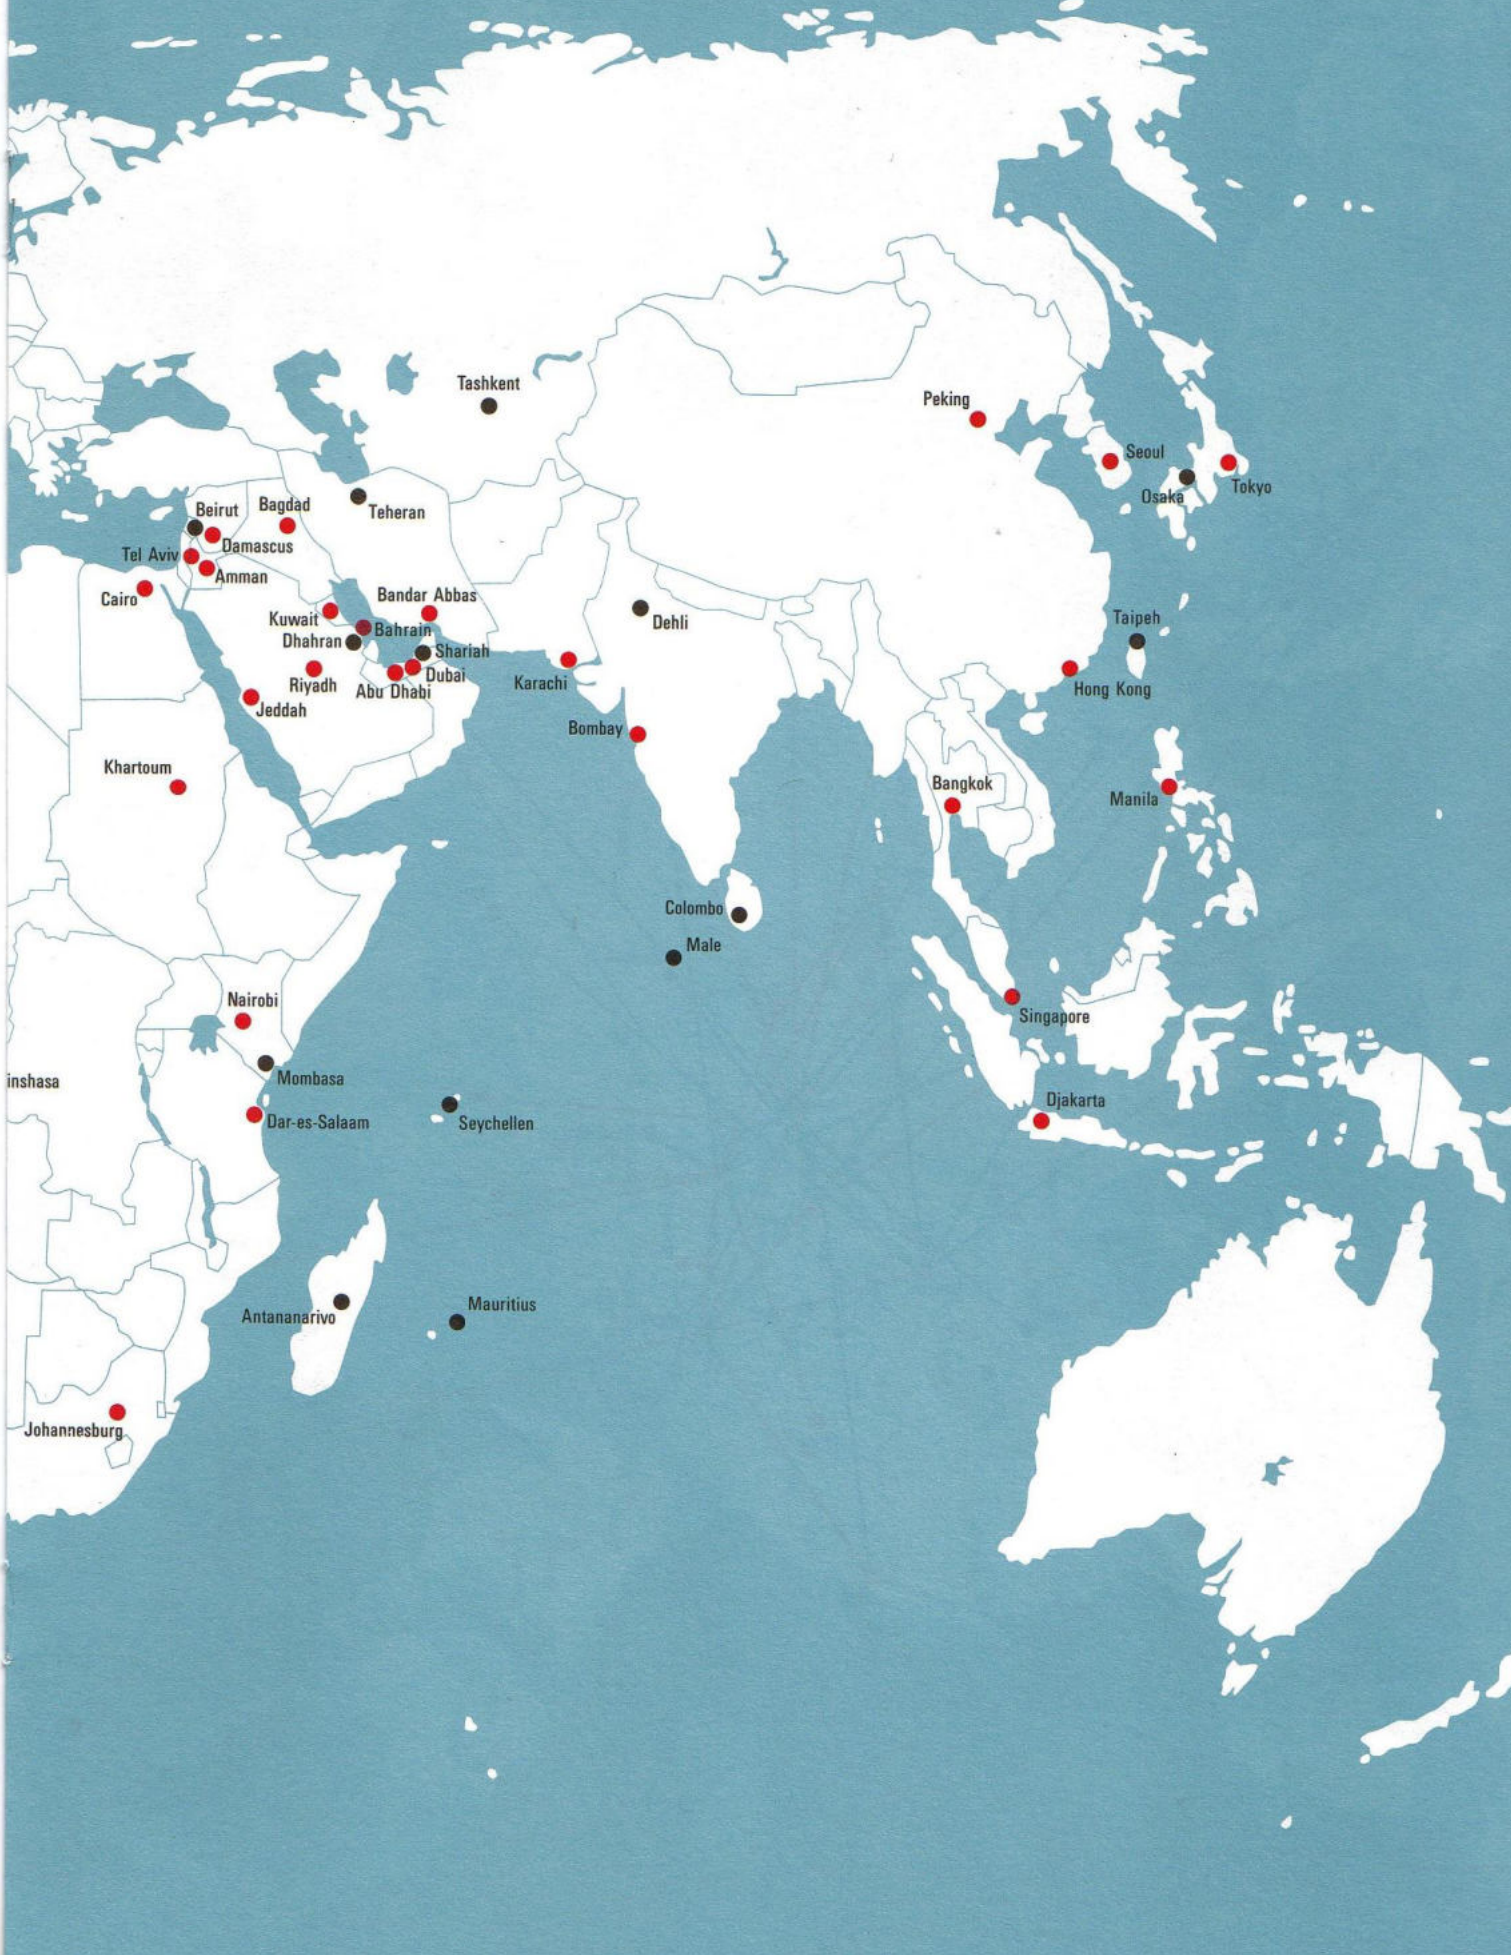 Tashkent
Peking
Seoul
Osaka
Tokyo
Beirut
Bagdad
Teheran
Damascus
Tel Aviv
Amman
Cairo
Kuwait
Bandar Abbas
Bahrain
Dhahran
Shariah
Dubai
Riyadh
Abu Dhabi
Jeddah
Dehli
Karachi
Taipeh
Hong Kong
Bombay
Khartoum
Bangkok
Manila
Colombo
Male
Nairobi
Singapore
inshasa
Mombasa
Djakarta
Dar-es-Salaam
Seychellen
Antananarivo
Mauritius
Johannesburg